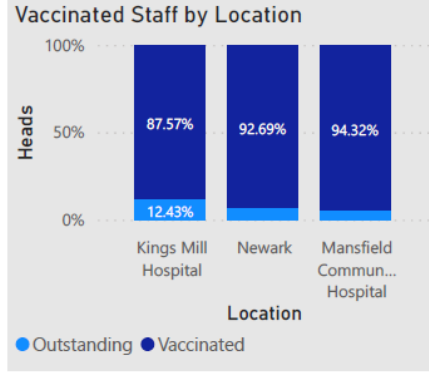 Vaccinated Staff by Location
100%
87.57%
92.69%
94.32%
Heads
50%
12.43%
0%
Kings Mill
Hospital
Newark
Mansfield
Commun...
Hospital
Location
Outstanding Vaccinated